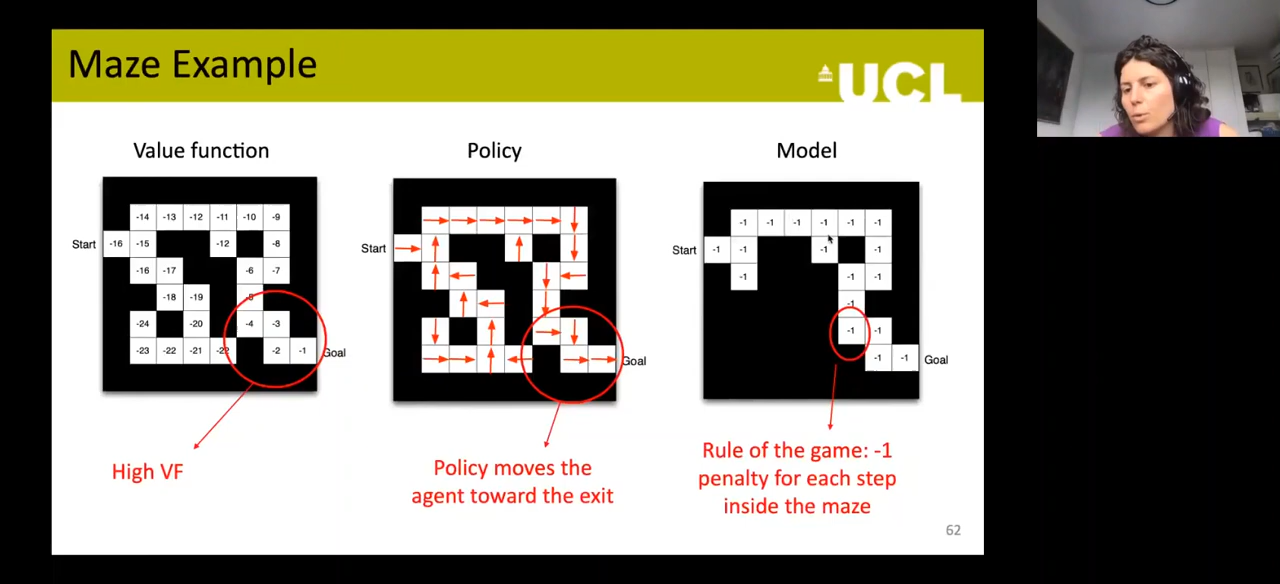 Maze Example
UCL
Value function
Policy
Model
-14 -13 -12 -11 -10 -9
Start -16 -15 -12 -8
-16 -17 -6 -7
-18 -19 -5
-24 -20 -4 -3
-23 -22 -21 -22 -2 -1 Goal
Start
Goal
-1 -1 -1 -1 -1 -1
Start -1 -1 -1 -1
-1 -1 -1
-1
-1 -1
-1 -1 Goal
High VF
Policy moves the
agent toward the exit
Rule of the game: -1
penalty for each step
inside the maze
62